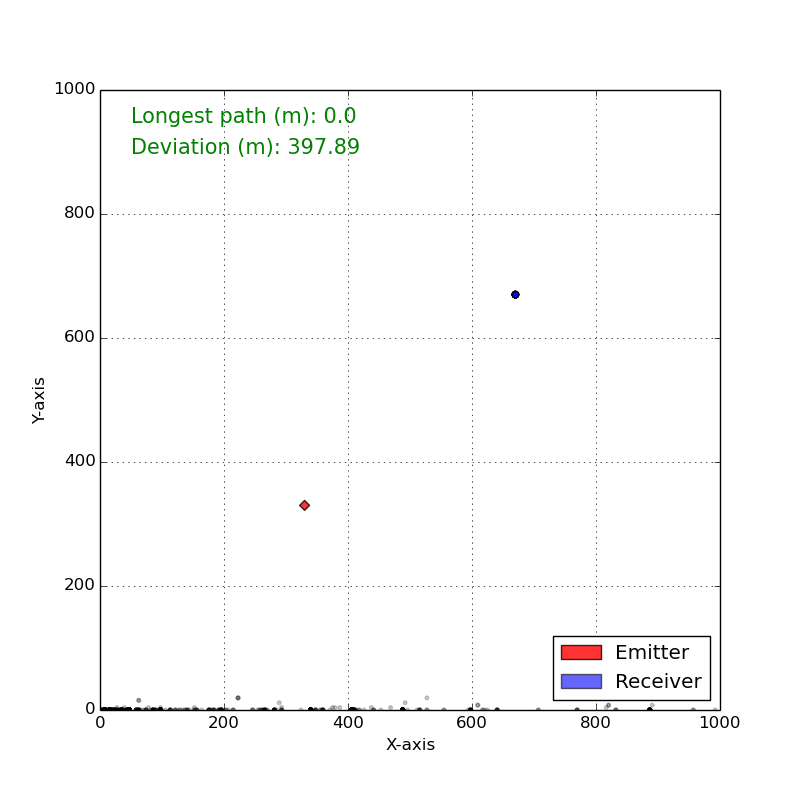 Longest path (m): 0.0
Deviation (m): 397.89
1000
800
600
400
200
0
Y-axis
Emitter
Receiver
0 200 400 600 800 1000
X-axis